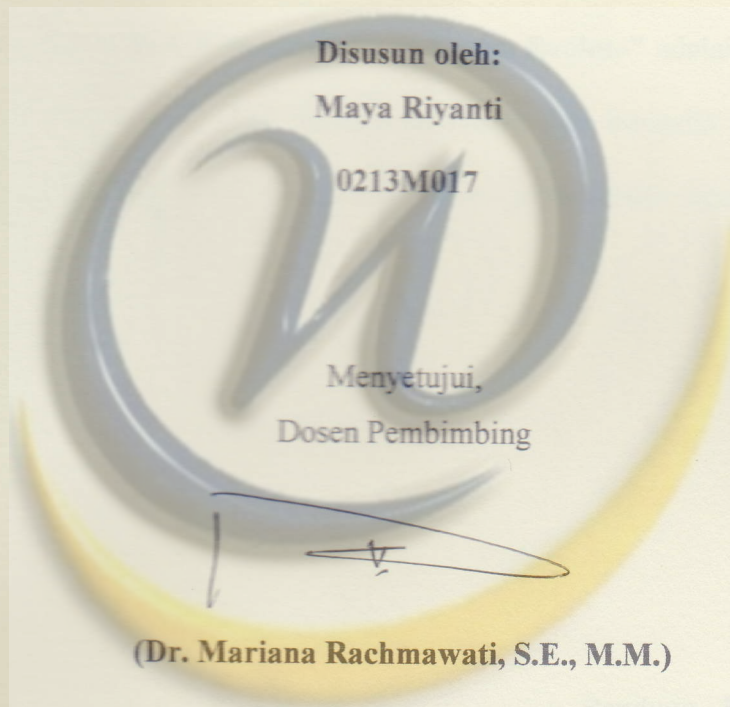 Disusun oleh:
Maya Riyanti
0213M017
Menyetujui,
Dosen Pembimbing
(Dr. Mariana Rachmawati, S.E., M.M.)